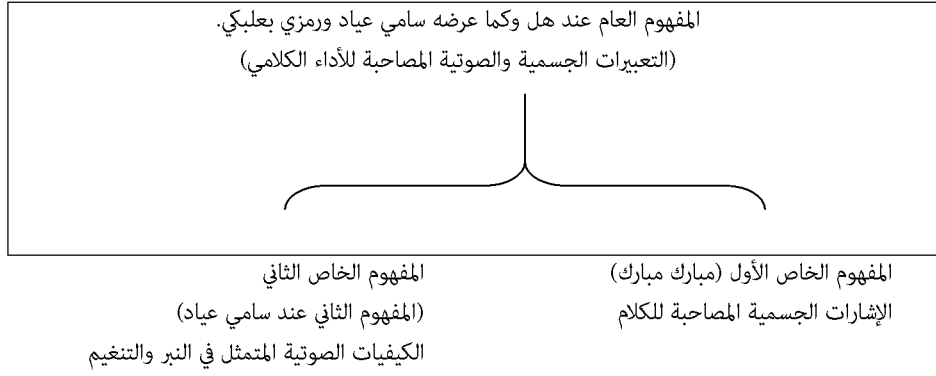 المفهوم العام عند هل وكما عرضه سامي عياد ورمزي بعلبكي.
(التعبيرات الجسمية والصوتية المصاحبة للأداء الكلامي)
المفهوم الخاص الأول (مبارك مبارك)
الإشارات الجسمية المصاحبة للكلام
المفهوم الخاص الثاني
(المفهوم الثاني عند سامي عياد)
الكيفيات الصوتية المتمثل في النبر والتنغيم